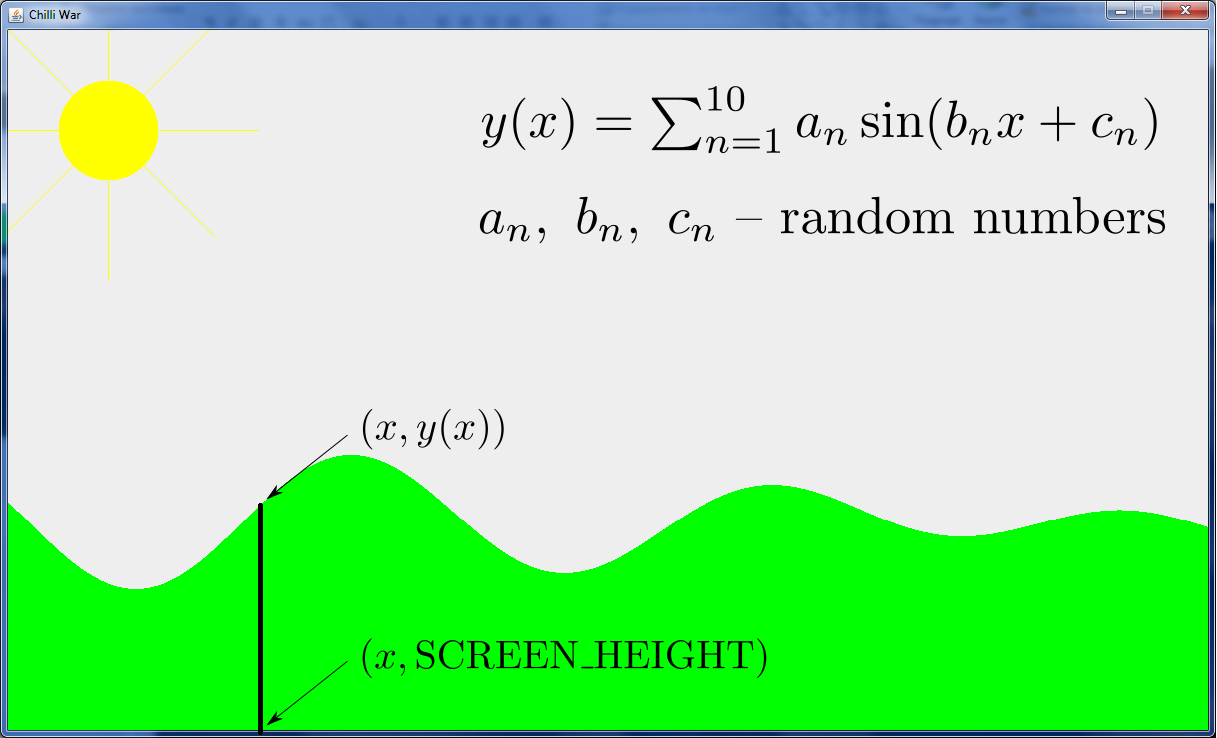 Chilli War
y(x) = ∑_{n=1}^{10} a_n sin(b_n x + c_n)
a_n, b_n, c_n – random numbers
(x, y(x))
(x, SCREEN_HEIGHT)